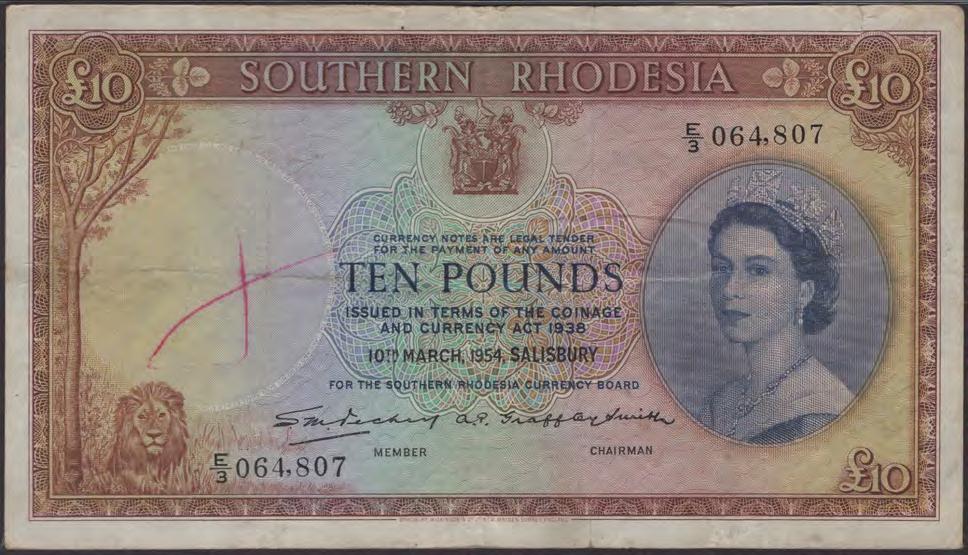 £10 SOUTHERN RHODESIA £10
E/3 064,807
CURRENCY NOTES ARE LEGAL TENDER
FOR THE PAYMENT OF ANY AMOUNT
TEN POUNDS
ISSUED IN TERMS OF THE COINAGE
AND CURRENCY ACT 1938
10TH MARCH, 1954, SALISBURY
FOR THE SOUTHERN RHODESIA CURRENCY BOARD
MEMBER CHAIRMAN
E/3 064,807
£10